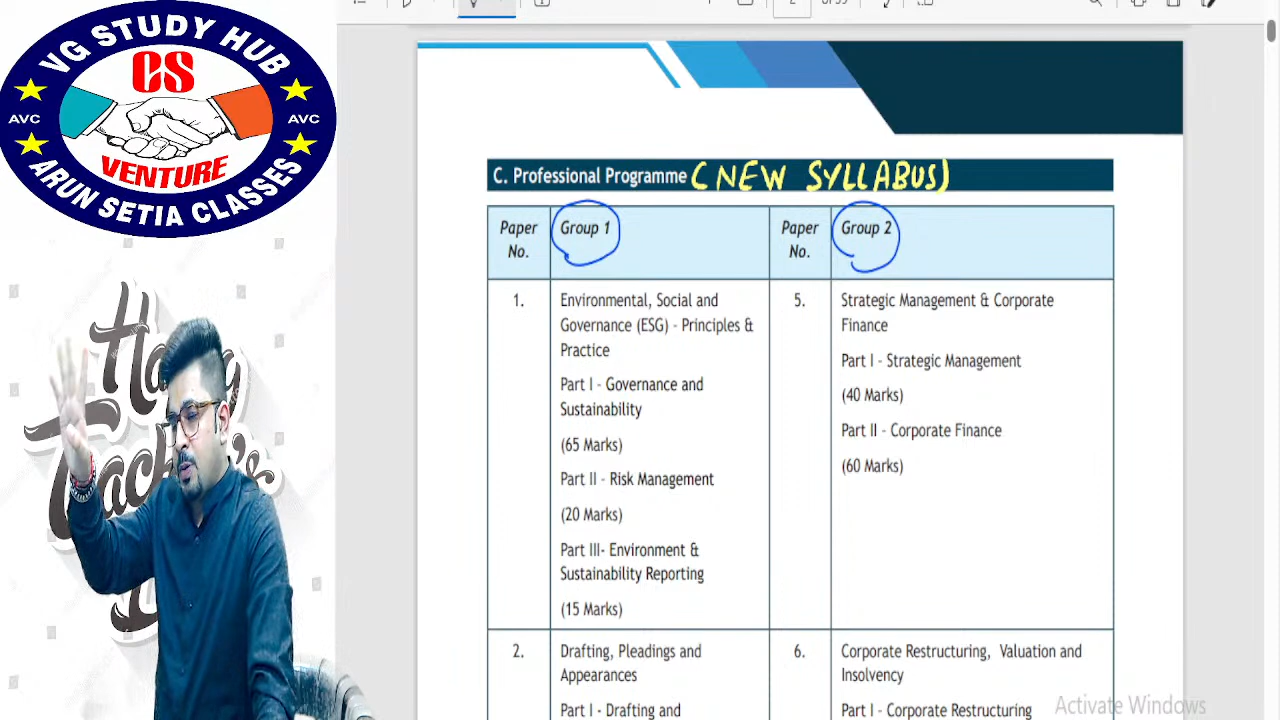 VG STUDY HUB
CS
AVC
AVC
VENTURE
ARUN SETIA CLASSES
C. Professional Programme (NEW SYLLABUS)
Paper No.
Group 1
Paper No.
Group 2
1.
Environmental, Social and
Governance (ESG) - Principles &
Practice
Part I - Governance and
Sustainability
(65 Marks)
Part II - Risk Management
(20 Marks)
Part III- Environment &
Sustainability Reporting
(15 Marks)
5.
Strategic Management & Corporate
Finance
Part I - Strategic Management
(40 Marks)
Part II - Corporate Finance
(60 Marks)
2.
Drafting, Pleadings and
Appearances
Part I - Drafting and
6.
Corporate Restructuring, Valuation and
Insolvency
Part I - Corporate Restructuring
Activate Windows